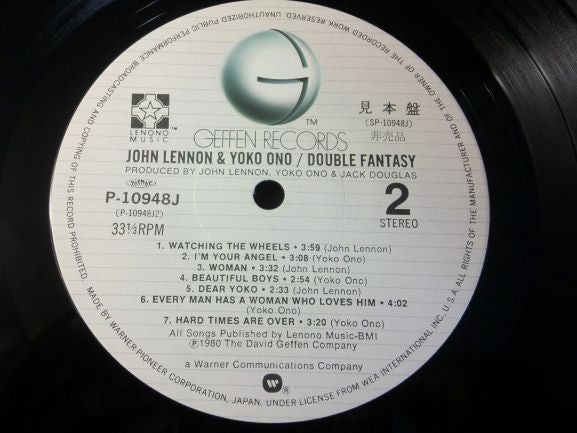 UNAUTHORIZED PUBLIC PERFORMANCE BROADCASTING AND COPYING OF THIS RECORD PROHIBITED.
ALL RIGHTS OF THE MANUFACTURER AND OF THE OWNER OF THE RECORDED WORK RESERVED.
G
TM
LENONO
MUSIC
TM
GEFFEN RECORDS
見本盤
(SP-10948J)
非売品
JOHN LENNON & YOKO ONO / DOUBLE FANTASY
PRODUCED BY JOHN LENNON, YOKO ONO & JACK DOUGLAS
P-10948J
(P-10948J2)
33⅓RPM
2
STEREO
1. WATCHING THE WHEELS • 3:59 (John Lennon)
2. I'M YOUR ANGEL • 3:08 (Yoko Ono)
3. WOMAN • 3:32 (John Lennon)
4. BEAUTIFUL BOYS • 2:54 (Yoko Ono)
5. DEAR YOKO • 2:33 (John Lennon)
6. EVERY MAN HAS A WOMAN WHO LOVES HIM • 4:02
(Yoko Ono)
7. HARD TIMES ARE OVER • 3:20 (Yoko Ono)
All Songs Published by Lenono Music-BMI
Ⓟ1980 The David Geffen Company
a Warner Communications Company
W®
MADE BY WARNER-PIONEER CORPORATION, JAPAN, UNDER LICENSE FROM WEA INTERNATIONAL INC., U.S.A.